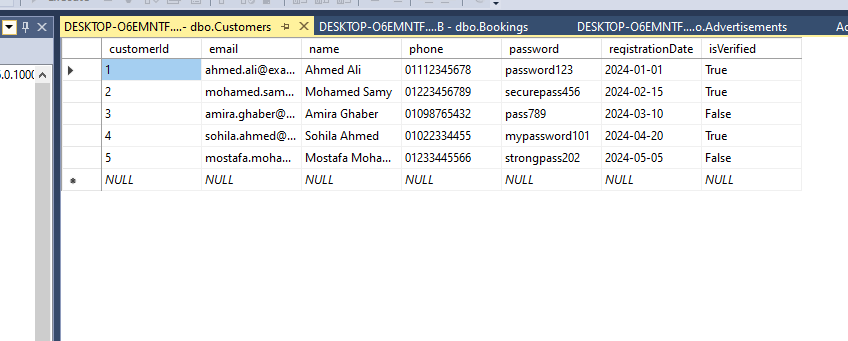 DESKTOP-O6EMNTF....- dbo.Customers DESKTOP-O6EMNTF....B - dbo.Bookings DESKTOP-O6EMNTF....o.Advertisements
customerId email name phone password registrationDate isVerified
1 ahmed.ali@exa... Ahmed Ali 01112345678 password123 2024-01-01 True
2 mohamed.sam... Mohamed Samy 01223456789 securepass456 2024-02-15 True
3 amira.ghaber@... Amira Ghaber 01098765432 pass789 2024-03-10 False
4 sohila.ahmed@... Sohila Ahmed 01022334455 mypassword101 2024-04-20 True
5 mostafa.moha... Mostafa Moha... 01233445566 strongpass202 2024-05-05 False
NULL NULL NULL NULL NULL NULL NULL